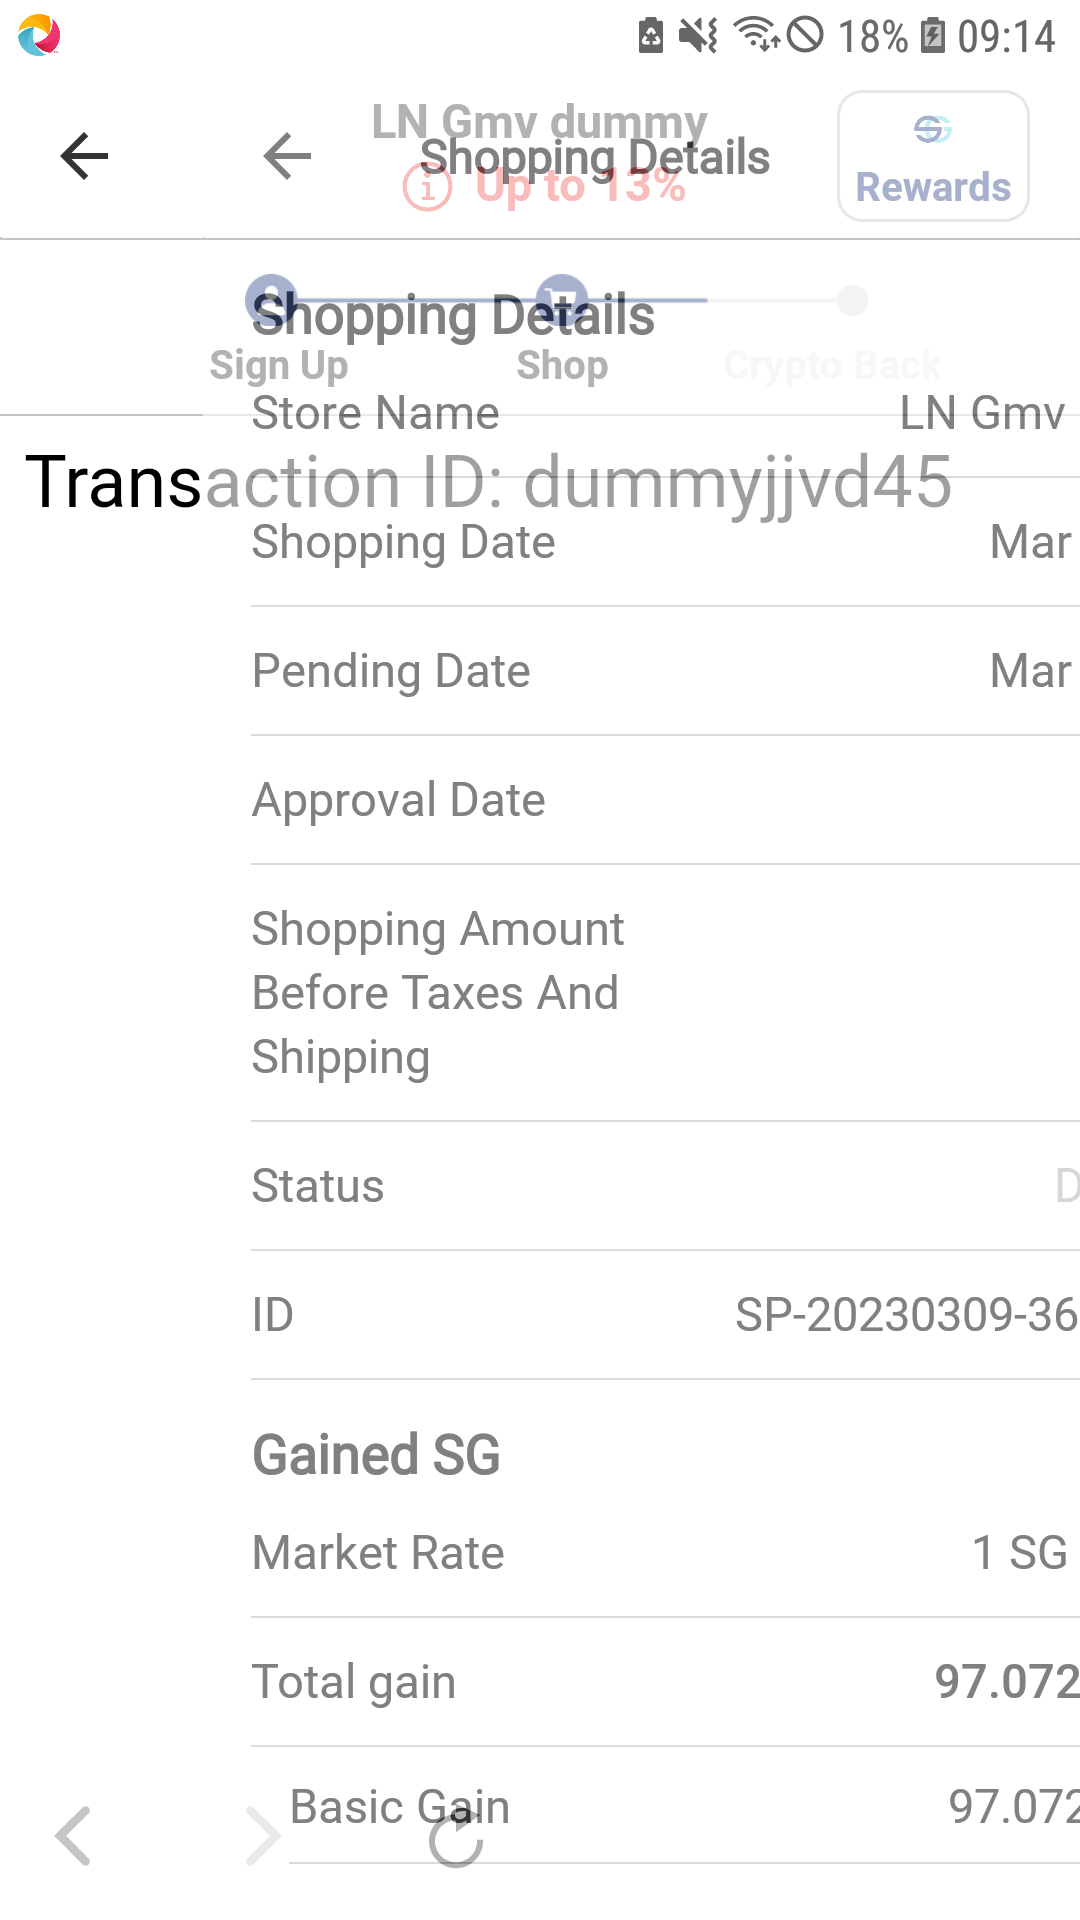 18% 09:14
LN Gmv dummy
Shopping Details
Up to 13%
Rewards
Shopping Details
Sign Up Shop Crypto Back
Store Name LN Gmv
Transaction ID: dummyjjvd45
Shopping Date Mar
Pending Date Mar
Approval Date
Shopping Amount
Before Taxes And
Shipping
Status D
ID SP-20230309-36
Gained SG
Market Rate 1 SG
Total gain 97.072
Basic Gain 97.072